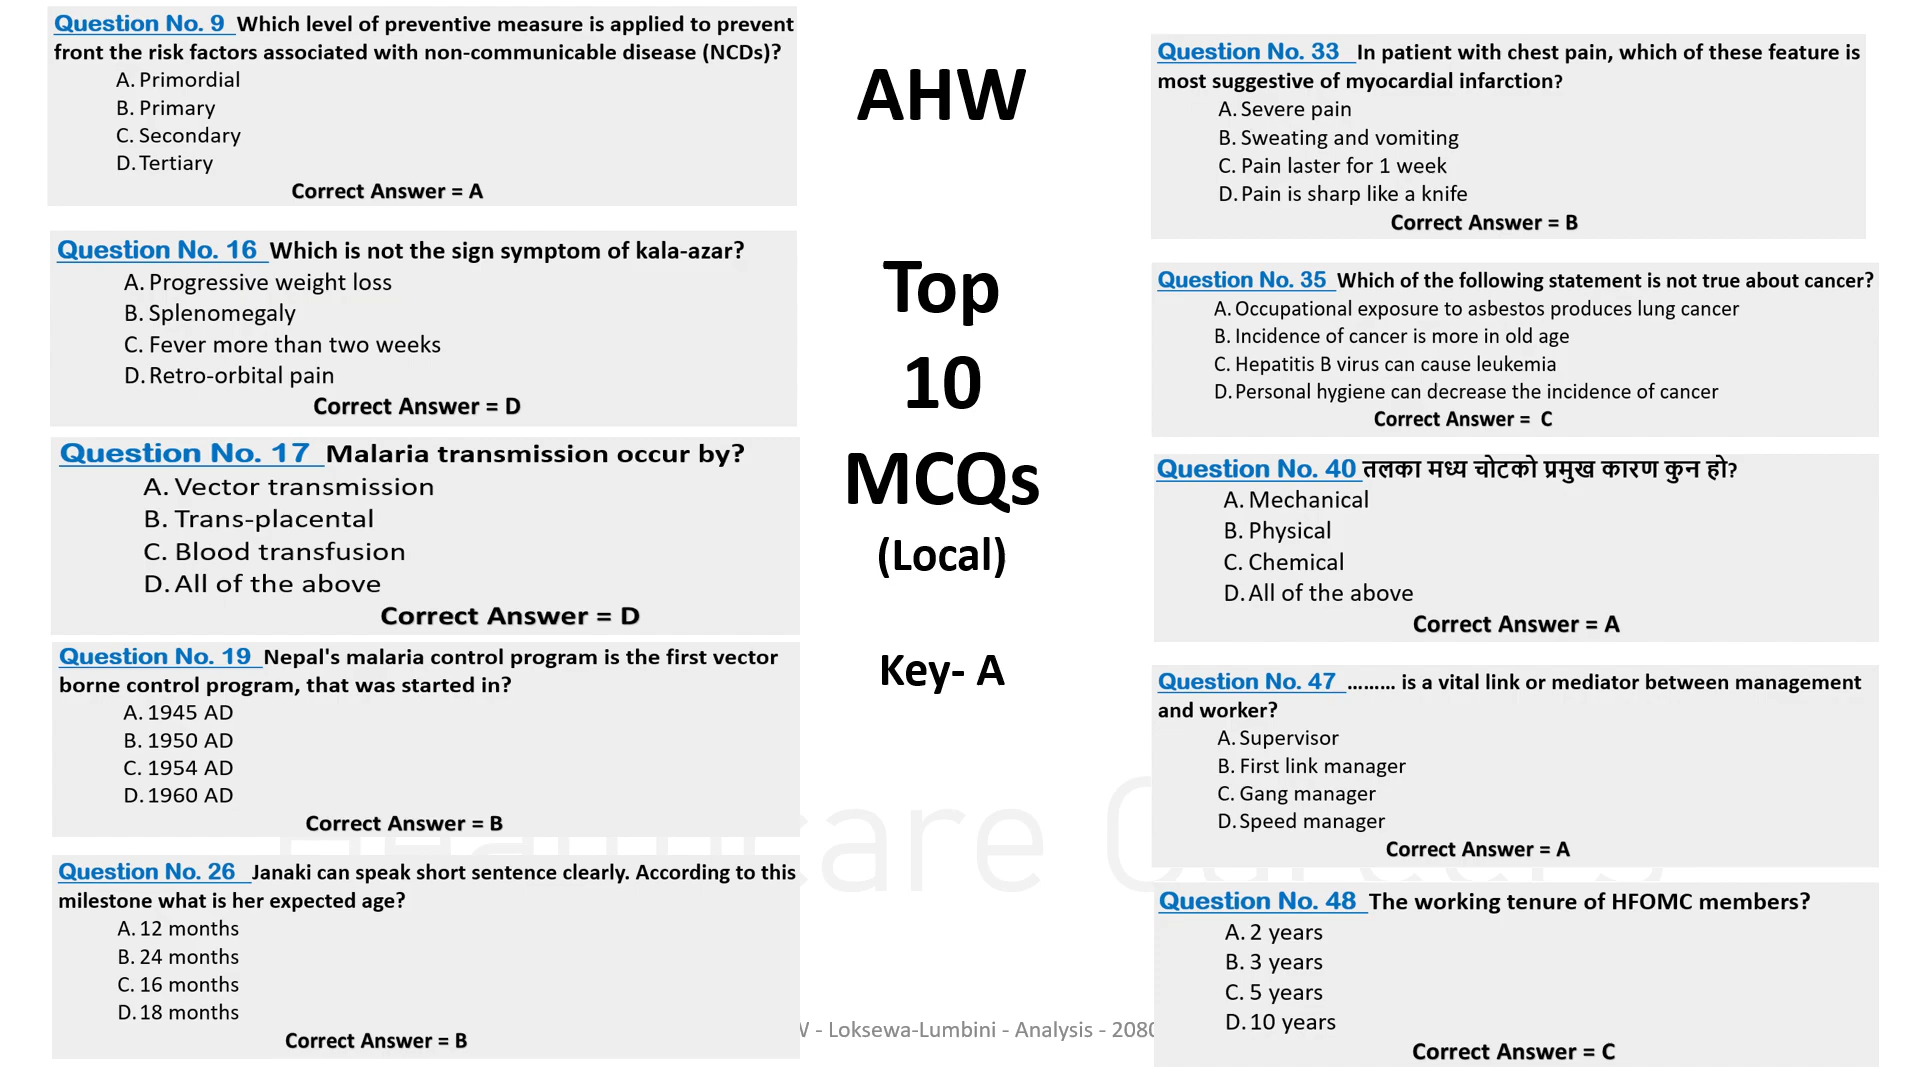 Question No. 9 Which level of preventive measure is applied to prevent
front the risk factors associated with non-communicable disease (NCDs)?
A. Primordial
B. Primary
C. Secondary
D. Tertiary
Correct Answer = A
Question No. 16 Which is not the sign symptom of kala-azar?
A. Progressive weight loss
B. Splenomegaly
C. Fever more than two weeks
D. Retro-orbital pain
Correct Answer = D
Question No. 17 Malaria transmission occur by?
A. Vector transmission
B. Trans-placental
C. Blood transfusion
D. All of the above
Correct Answer = D
Question No. 19 Nepal's malaria control program is the first vector
borne control program, that was started in?
A. 1945 AD
B. 1950 AD
C. 1954 AD
D. 1960 AD
Correct Answer = B
Question No. 26 Janaki can speak short sentence clearly. According to this
milestone what is her expected age?
A. 12 months
B. 24 months
C. 16 months
D. 18 months
Correct Answer = B
AHW
Top
10
MCQs
(Local)
Key- A
- Loksewa-Lumbini - Analysis - 2080
Question No. 33 In patient with chest pain, which of these feature is
most suggestive of myocardial infarction?
A. Severe pain
B. Sweating and vomiting
C. Pain laster for 1 week
D. Pain is sharp like a knife
Correct Answer = B
Question No. 35 Which of the following statement is not true about cancer?
A. Occupational exposure to asbestos produces lung cancer
B. Incidence of cancer is more in old age
C. Hepatitis B virus can cause leukemia
D. Personal hygiene can decrease the incidence of cancer
Correct Answer = C
Question No. 40 तलका मध्य चोटको प्रमुख कारण कुन हो?
A. Mechanical
B. Physical
C. Chemical
D. All of the above
Correct Answer = A
Question No. 47 ......... is a vital link or mediator between management
and worker?
A. Supervisor
B. First link manager
C. Gang manager
D. Speed manager
Correct Answer = A
Question No. 48 The working tenure of HFOMC members?
A. 2 years
B. 3 years
C. 5 years
D. 10 years
Correct Answer = C